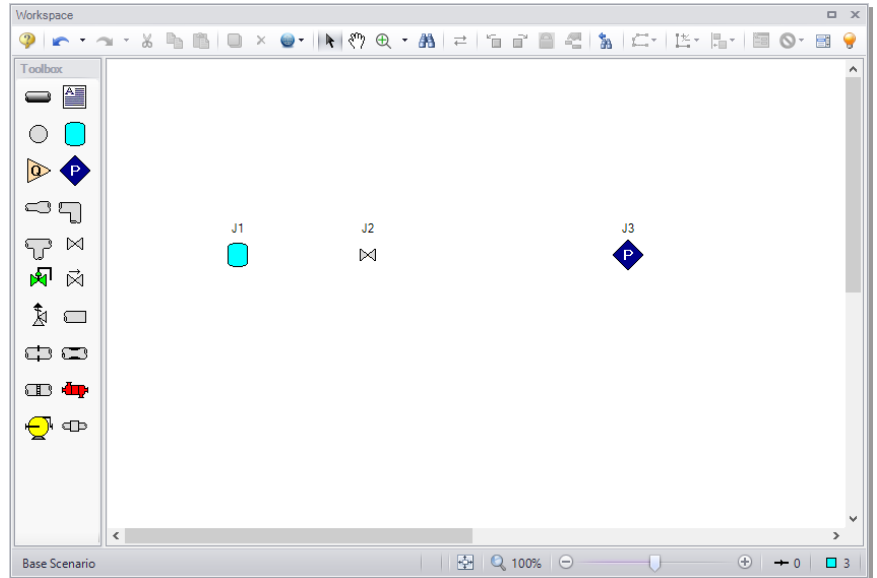 Workspace
Toolbox
A
Q P
J1 J2 J3
P
Base Scenario 100% 0 3